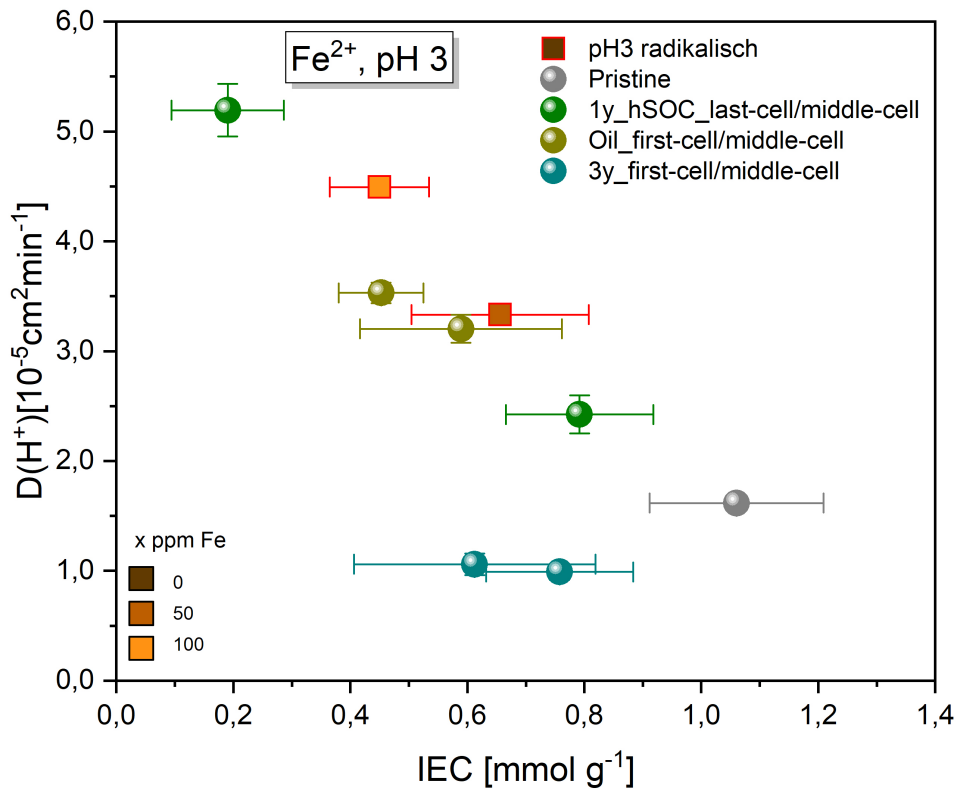 Fe²⁺, pH 3
pH3 radikalisch
Pristine
1y_hSOC_last-cell/middle-cell
Oil_first-cell/middle-cell
3y_first-cell/middle-cell
6,0
5,0
4,0
3,0
2,0
1,0
0,0
D(H⁺)[10⁻⁵cm²min⁻¹]
x ppm Fe
0
50
100
0,0 0,2 0,4 0,6 0,8 1,0 1,2 1,4
IEC [mmol g⁻¹]